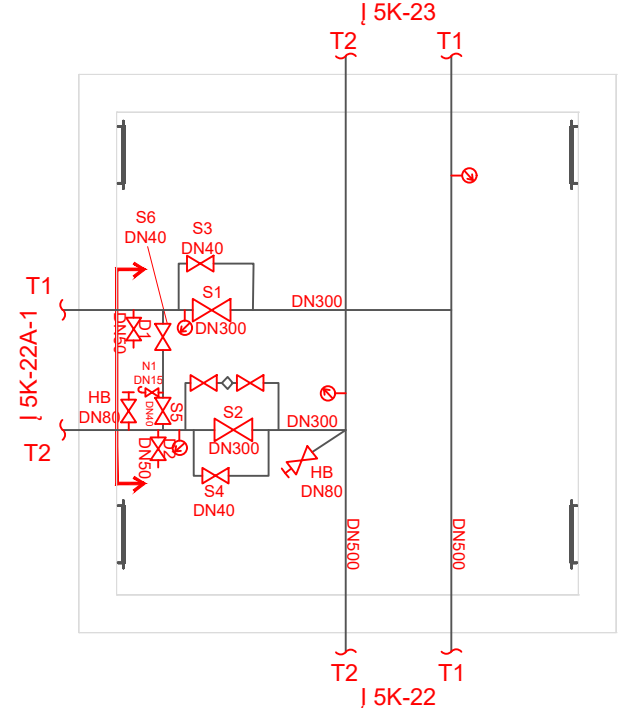 Į 5K-23
T2
T1
S6
DN40
S3
DN40
T1
S1
DN300
DN300
D1
DN50
Į 5K-22A-1
N1
DN15
HB
DN80
DN40
S5
S2
DN300
DN300
T2
D2
DN50
S4
DN40
HB
DN80
DN500
DN500
T2
T1
Į 5K-22